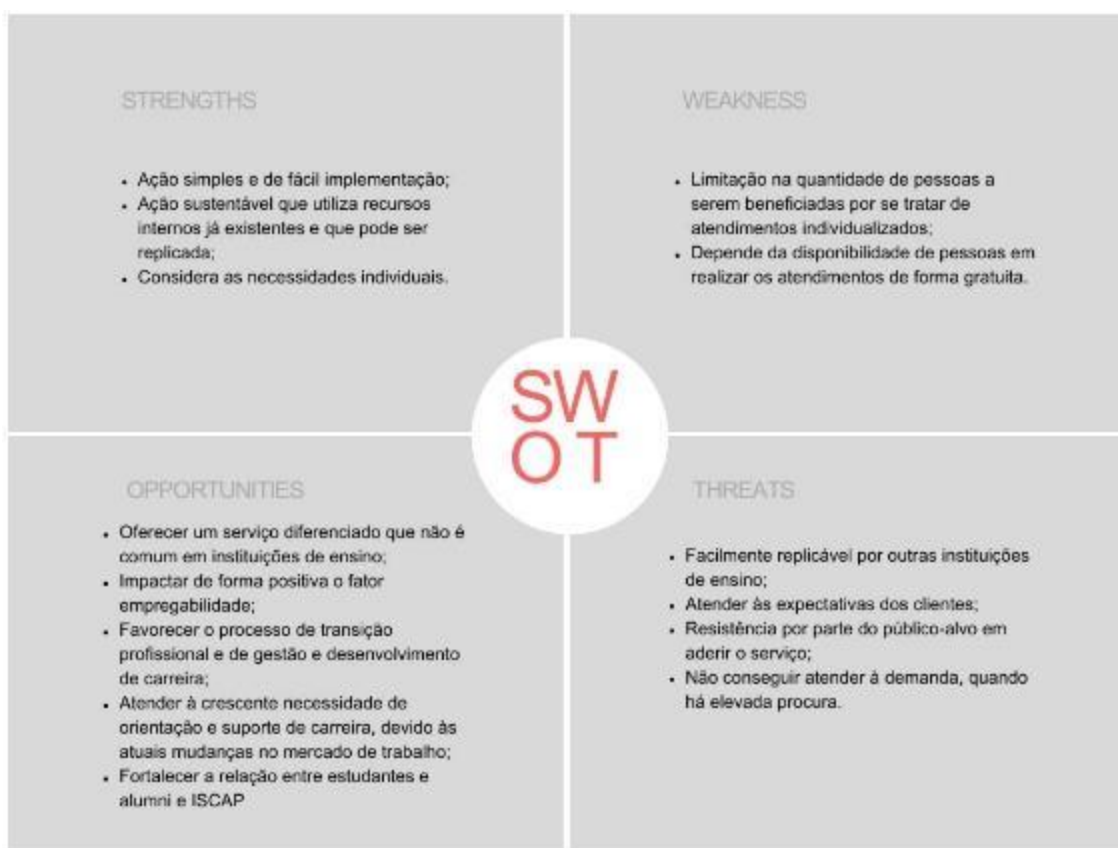 STRENGTHS
• Ação simples e de fácil implementação;
• Ação sustentável que utiliza recursos
internos já existentes e que pode ser
replicada;
• Considera as necessidades individuais.
WEAKNESS
• Limitação na quantidade de pessoas a
serem beneficiadas por se tratar de
atendimentos individualizados;
• Depende da disponibilidade de pessoas em
realizar os atendimentos de forma gratuita.
SW
OT
OPPORTUNITIES
• Oferecer um serviço diferenciado que não é
comum em instituições de ensino;
• Impactar de forma positiva o fator
empregabilidade;
• Favorecer o processo de transição
profissional e de gestão e desenvolvimento
de carreira;
• Atender à crescente necessidade de
orientação e suporte de carreira, devido às
atuais mudanças no mercado de trabalho;
• Fortalecer a relação entre estudantes e
alumni e ISCAP
THREATS
• Facilmente replicável por outras instituições
de ensino;
• Atender às expectativas dos clientes;
• Resistência por parte do público-alvo em
aderir o serviço;
• Não conseguir atender à demanda, quando
há elevada procura.